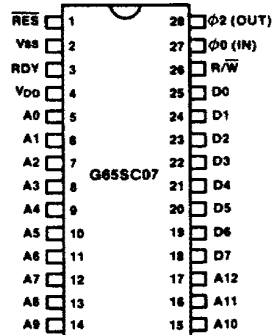 R̅E̅S̅ 1 28 ϕ2 (OUT)
Vss 2 27 ϕ0 (IN)
RDY 3 26 R/W̅
VDD 4 25 D0
A0 5 24 D1
A1 6 23 D2
A2 7 22 D3
G65SC07
A3 8 21 D4
A4 9 20 D5
A5 10 19 D6
A6 11 18 D7
A7 12 17 A12
A8 13 16 A11
A9 14 15 A10